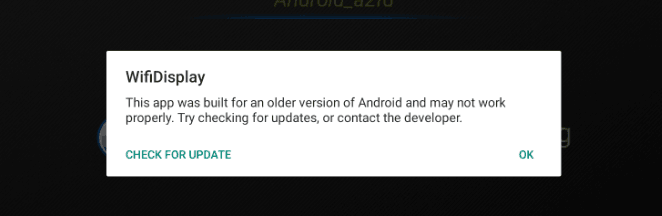 Android_a2fd
WifiDisplay
This app was built for an older version of Android and may not work
properly. Try checking for updates, or contact the developer.
CHECK FOR UPDATE
OK